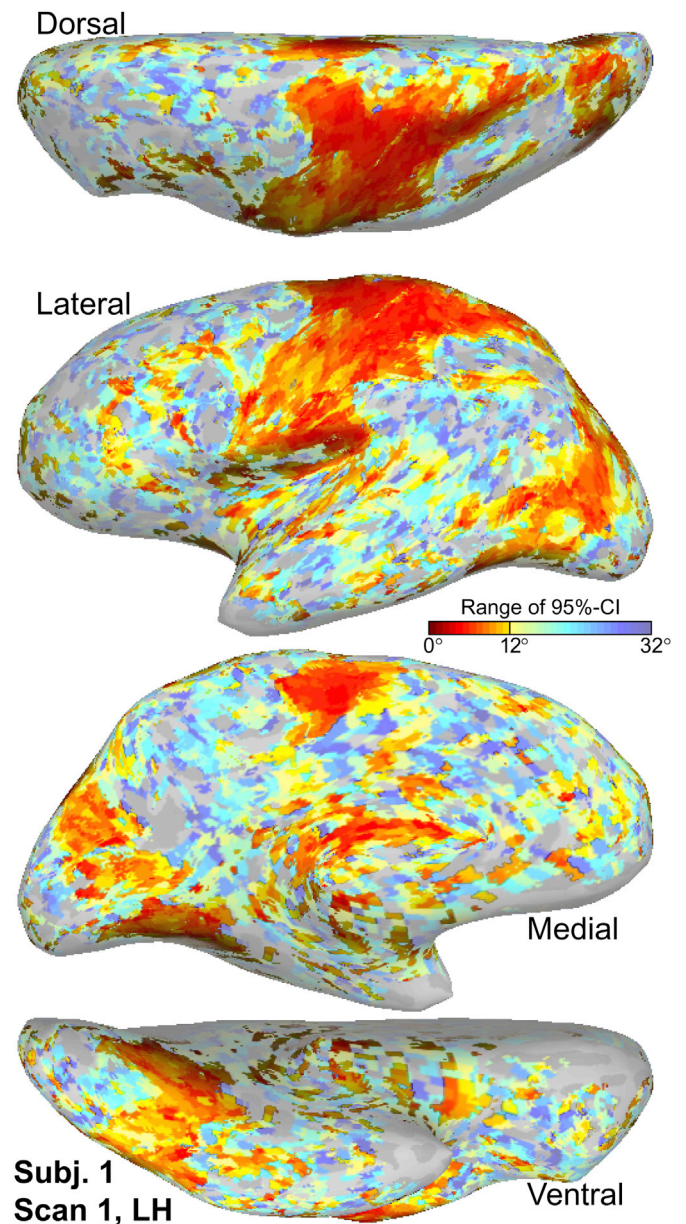 Dorsal
Lateral
Range of 95%-CI
0° 12° 32°
Medial
Subj. 1
Scan 1, LH
Ventral